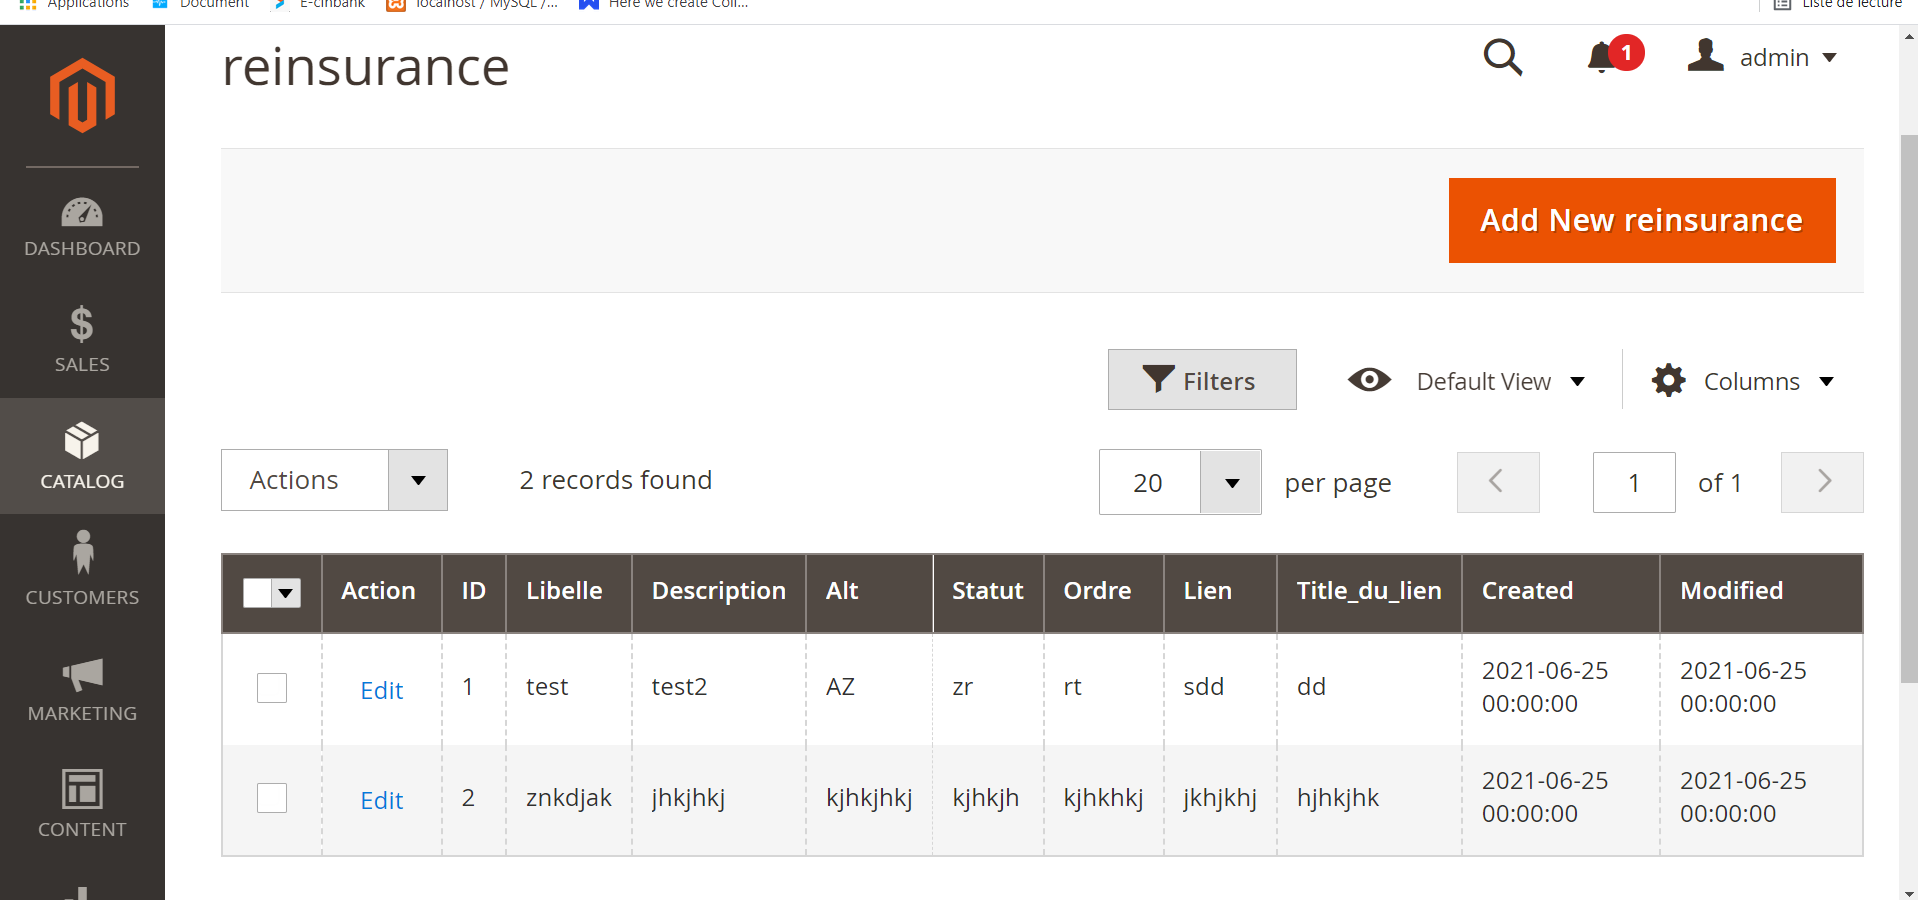 Applications Document E-cinbank localhost / MySQL /... Here we create Coll... Liste de lecture
reinsurance
1
admin
Add New reinsurance
DASHBOARD
SALES
CATALOG
CUSTOMERS
MARKETING
CONTENT
Filters Default View Columns
Actions 2 records found 20 per page 1 of 1
Action ID Libelle Description Alt Statut Ordre Lien Title_du_lien Created Modified
Edit 1 test test2 AZ zr rt sdd dd 2021-06-25 00:00:00 2021-06-25 00:00:00
Edit 2 znkdjak jhkjhkj kjhkjhkj kjhkjh kjhkhkj jkhjkhj hjhkjhk 2021-06-25 00:00:00 2021-06-25 00:00:00